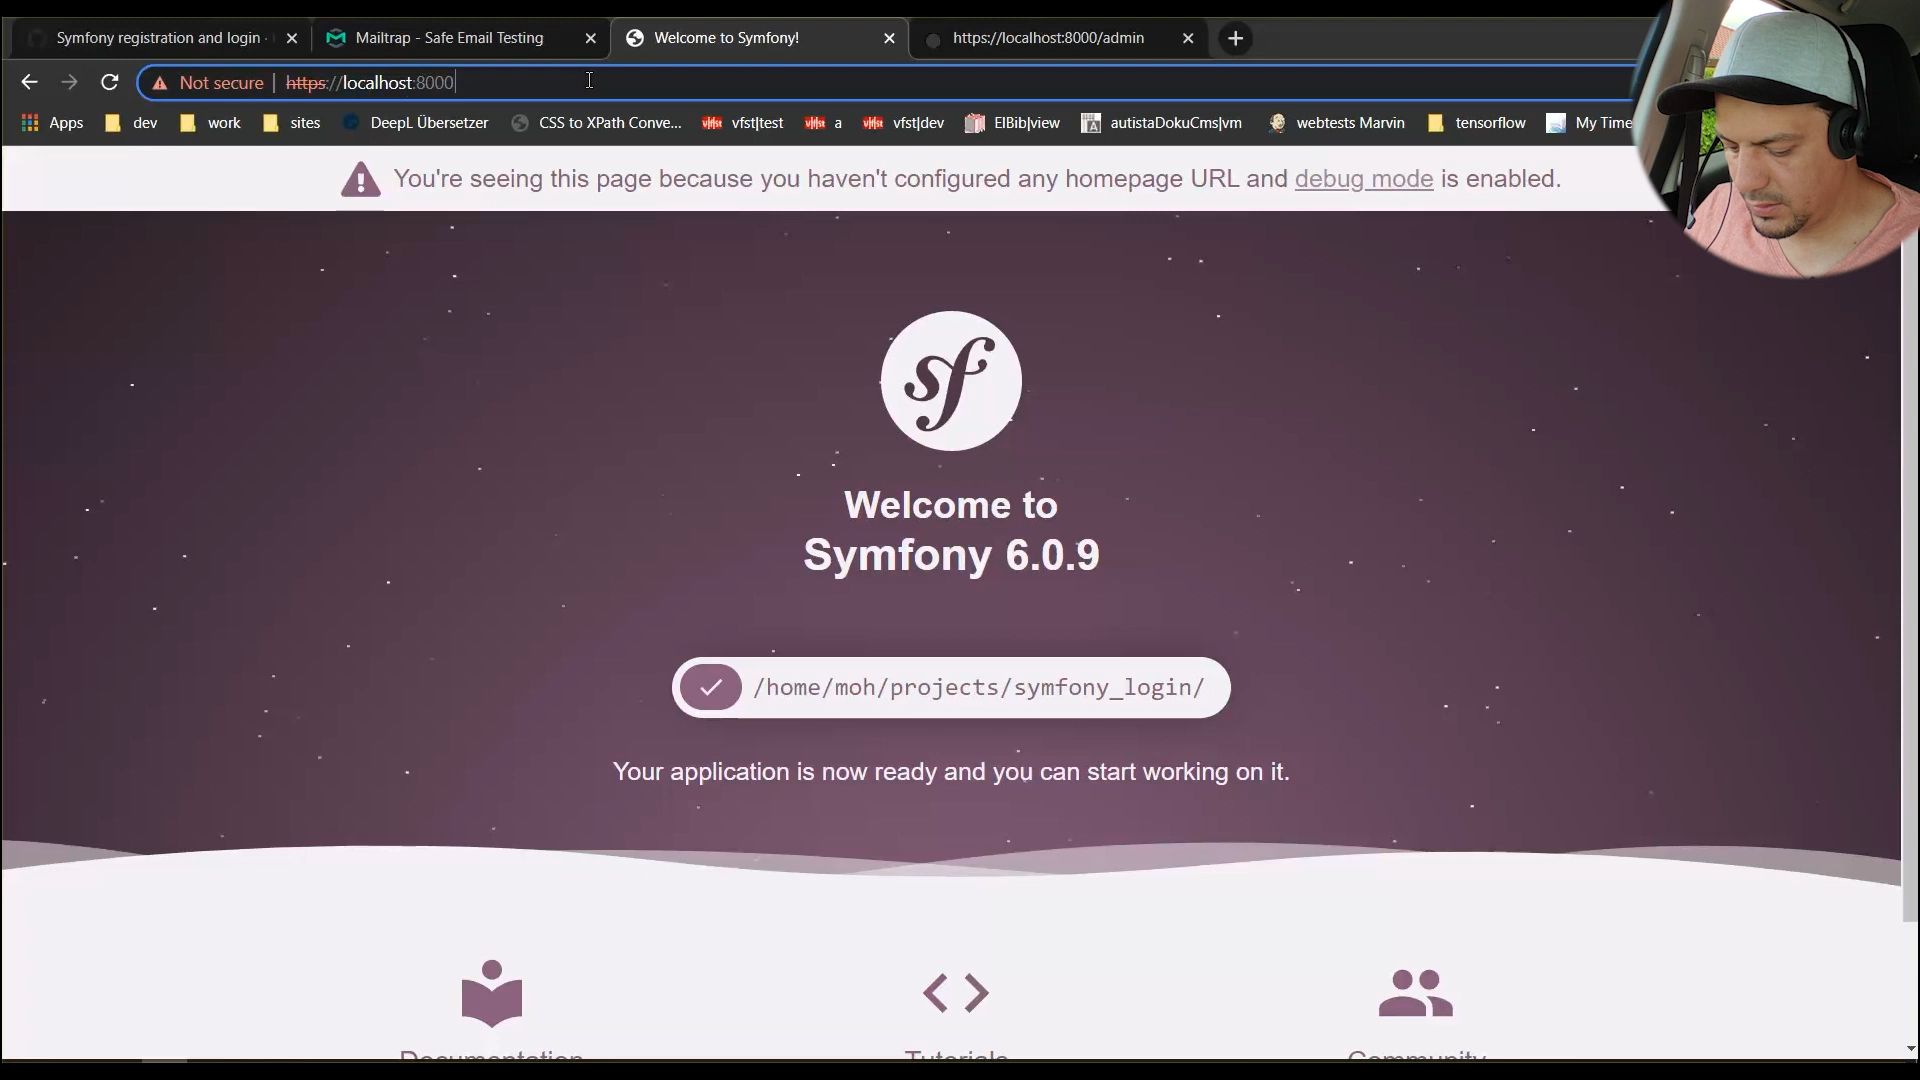 Symfony registration and login ·
Mailtrap - Safe Email Testing
Welcome to Symfony!
https://localhost:8000/admin
Not secure | https://localhost:8000
Apps
dev
work
sites
DeepL Übersetzer
CSS to XPath Conve...
vfst|test
a
vfst|dev
ElBib|view
autistaDokuCms|vm
webtests Marvin
tensorflow
My Time
You're seeing this page because you haven't configured any homepage URL and debug mode is enabled.
sf
Welcome to
Symfony 6.0.9
/home/moh/projects/symfony_login/
Your application is now ready and you can start working on it.
Documentation
Tutorials
Community